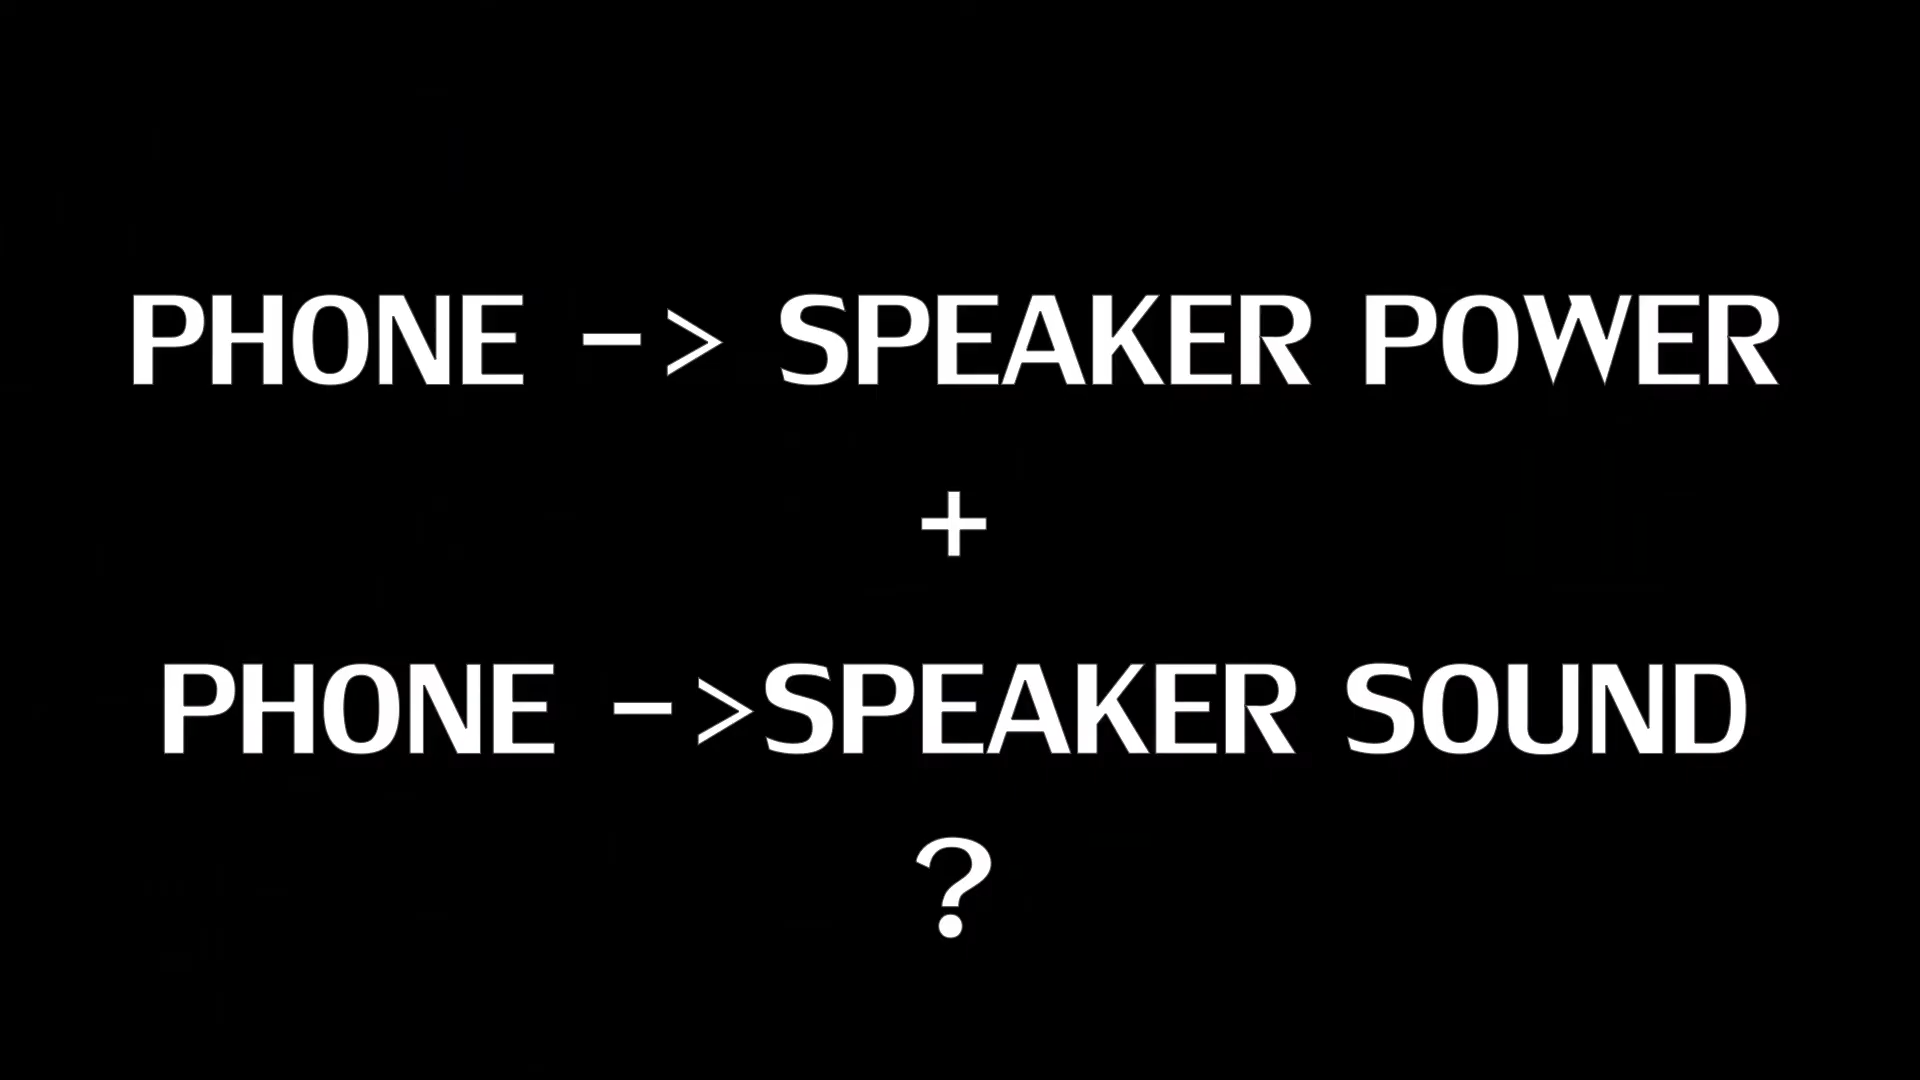 PHONE -> SPEAKER POWER
+
PHONE ->SPEAKER SOUND
?